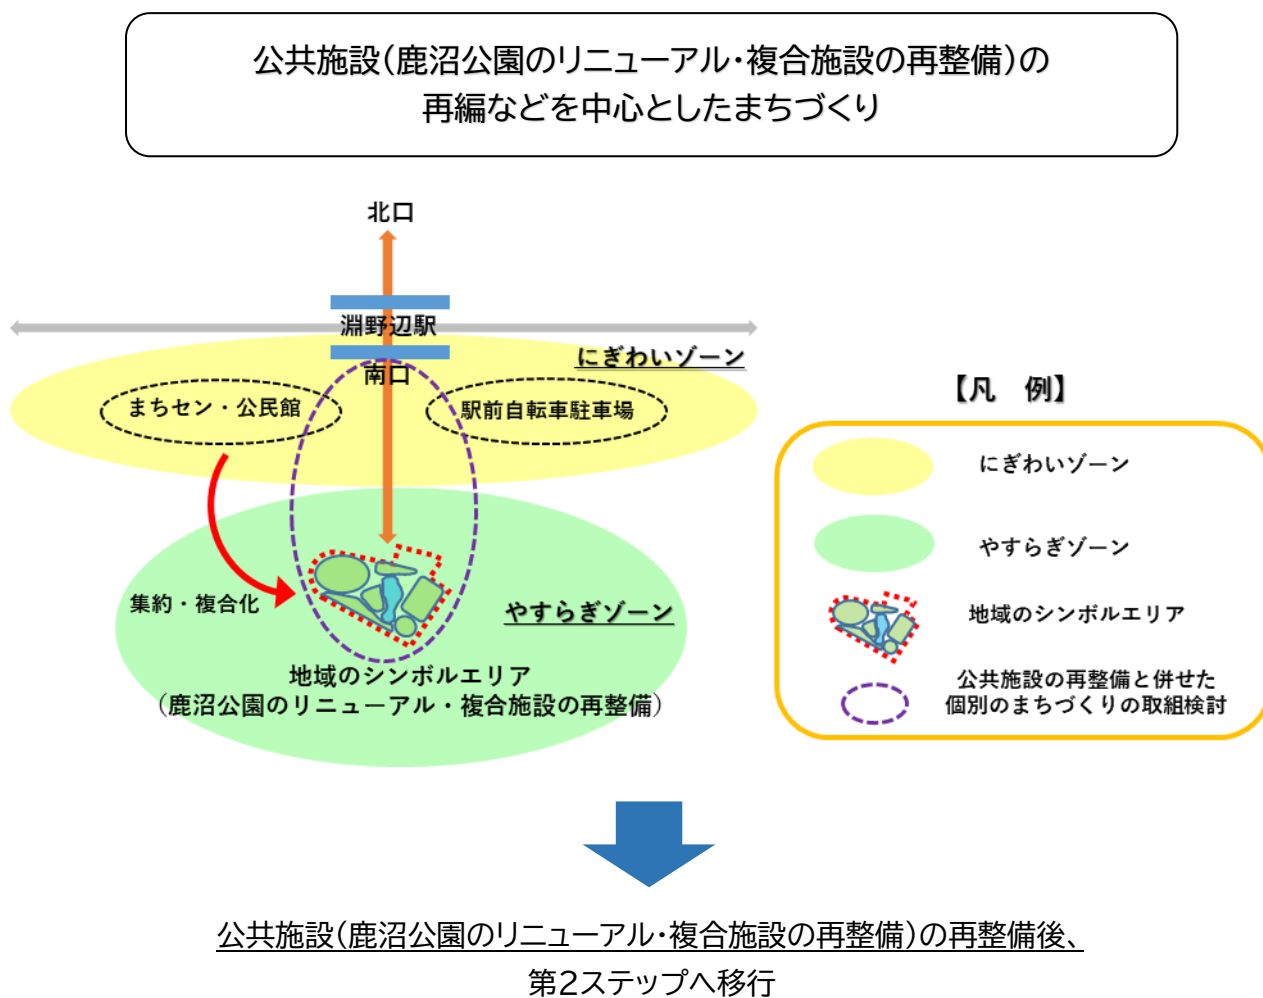 公共施設(鹿沼公園のリニューアル・複合施設の再整備)の
再編などを中心としたまちづくり
北口
淵野辺駅
にぎわいゾーン
南口
まちセン・公民館
駅前自転車駐車場
集約・複合化
やすらぎゾーン
地域のシンボルエリア
(鹿沼公園のリニューアル・複合施設の再整備)
【凡　例】
にぎわいゾーン
やすらぎゾーン
地域のシンボルエリア
公共施設の再整備と併せた
個別のまちづくりの取組検討
公共施設(鹿沼公園のリニューアル・複合施設の再整備)の再整備後、
第2ステップへ移行